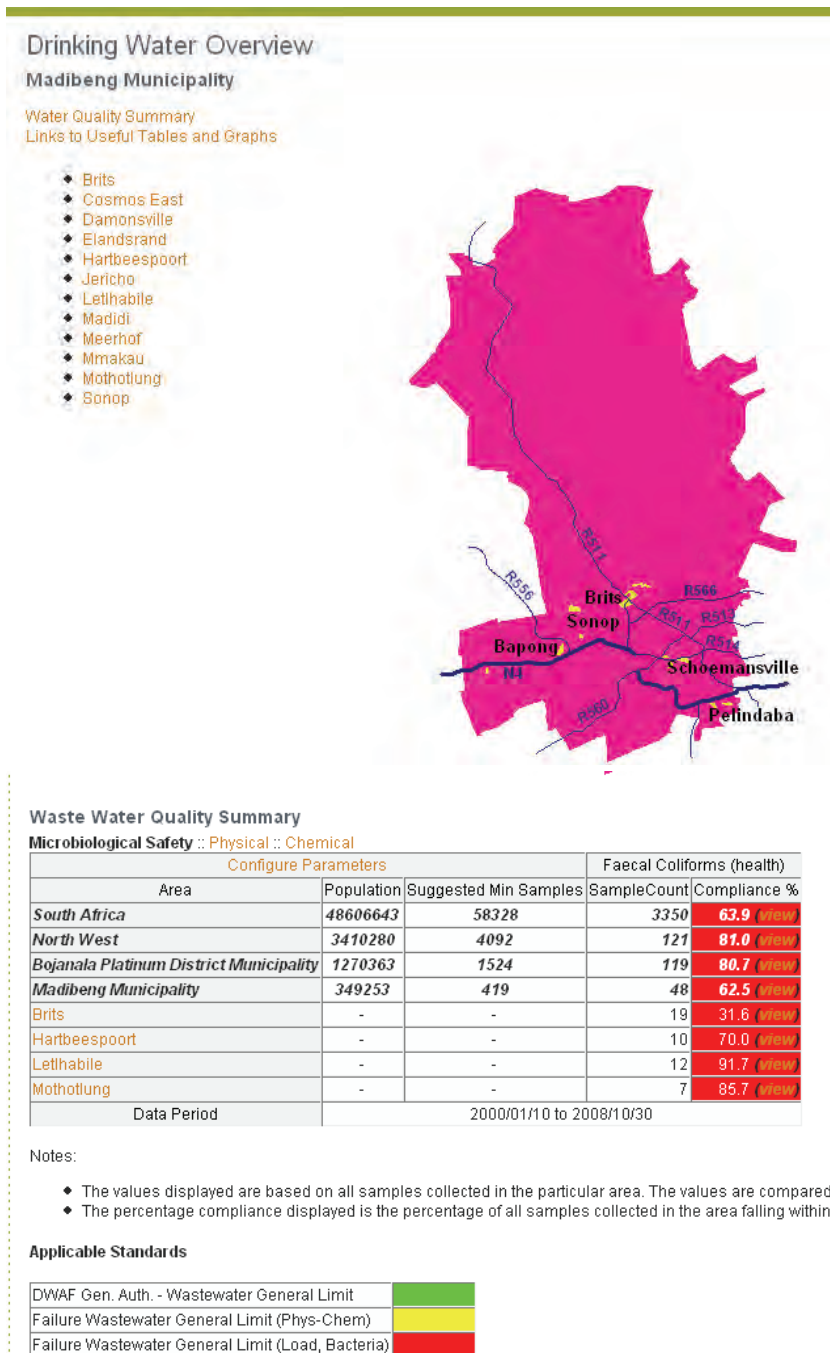 Drinking Water Overview
Madibeng Municipality
Water Quality Summary
Links to Useful Tables and Graphs
Brits
Cosmos East
Damonsville
Elandsrand
Hartbeespoort
Jericho
Letlhabile
Madidi
Meerhof
Mmakau
Mothotlung
Sonop
R511
R556
Brits
R566
Sonop
R511
R513
Bapong
R514
Schoemansville
N4
R560
Pelindaba
Waste Water Quality Summary
Microbiological Safety :: Physical :: Chemical
Configure Parameters Faecal Coliforms (health)
Area Population Suggested Min Samples SampleCount Compliance %
South Africa 48606643 58328 3350 63.9 (view)
North West 3410280 4092 121 81.0 (view)
Bojanala Platinum District Municipality 1270363 1524 119 80.7 (view)
Madibeng Municipality 349253 419 48 62.5 (view)
Brits - - 19 31.6 (view)
Hartbeespoort - - 10 70.0 (view)
Letlhabile - - 12 91.7 (view)
Mothotlung - - 7 85.7 (view)
Data Period 2000/01/10 to 2008/10/30
Notes:
The values displayed are based on all samples collected in the particular area. The values are compared
The percentage compliance displayed is the percentage of all samples collected in the area falling within
Applicable Standards
DWAF Gen. Auth. - Wastewater General Limit
Failure Wastewater General Limit (Phys-Chem)
Failure Wastewater General Limit (Load, Bacteria)